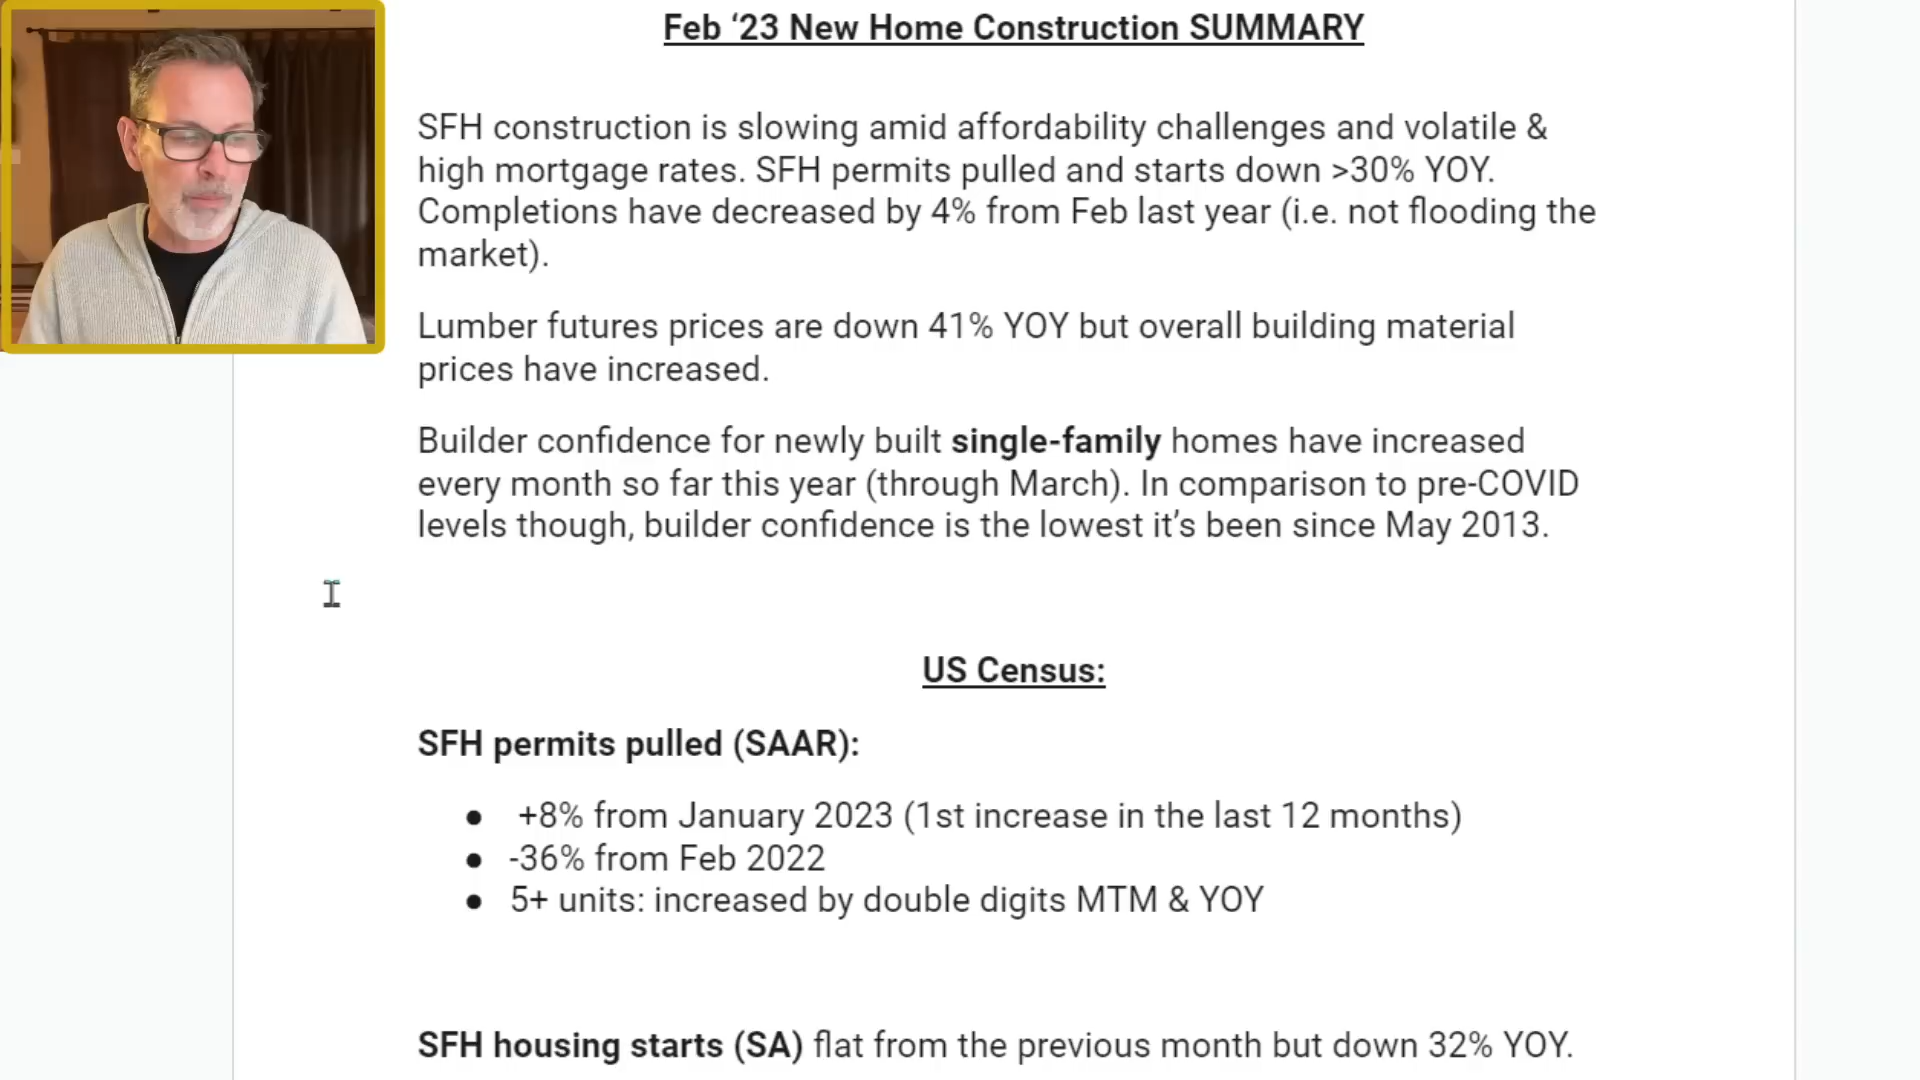 Feb ‘23 New Home Construction SUMMARY
SFH construction is slowing amid affordability challenges and volatile &
high mortgage rates. SFH permits pulled and starts down >30% YOY.
Completions have decreased by 4% from Feb last year (i.e. not flooding the
market).
Lumber futures prices are down 41% YOY but overall building material
prices have increased.
Builder confidence for newly built single-family homes have increased
every month so far this year (through March). In comparison to pre-COVID
levels though, builder confidence is the lowest it’s been since May 2013.
US Census:
SFH permits pulled (SAAR):
● +8% from January 2023 (1st increase in the last 12 months)
● -36% from Feb 2022
● 5+ units: increased by double digits MTM & YOY
SFH housing starts (SA) flat from the previous month but down 32% YOY.